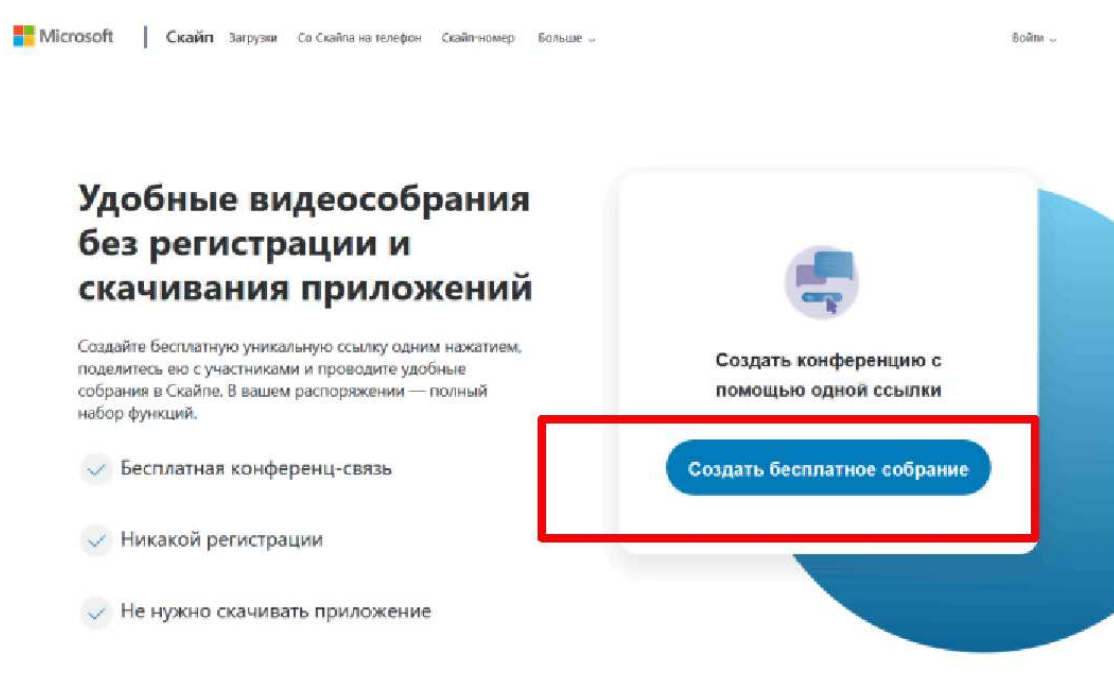 Microsoft | Скайп Загрузки Со Скайпа на телефон Скайп-номер Больше Войти
Удобные видеособрания
без регистрации и
скачивания приложений
Создайте бесплатную уникальную ссылку одним нажатием,
поделитесь ею с участниками и проводите удобные
собрания в Скайпе. В вашем распоряжении — полный
набор функций.
Бесплатная конференц-связь
Никакой регистрации
Не нужно скачивать приложение
Создать конференцию с
помощью одной ссылки
Создать бесплатное собрание